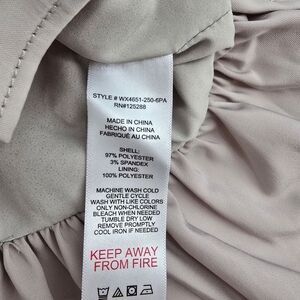 STYLE # WX4651-250-6PA
RN#125288
MADE IN CHINA
HECHO EN CHINA
FABRIQUÉ AU CHINA
SHELL:
97% POLYESTER
3% SPANDEX
LINING:
100% POLYESTER
MACHINE WASH COLD
GENTLE CYCLE
WASH WITH LIKE COLORS
ONLY NON-CHLORINE
BLEACH WHEN NEEDED
TUMBLE DRY LOW
REMOVE PROMPTLY
COOL IRON IF NEEDED
KEEP AWAY
FROM FIRE